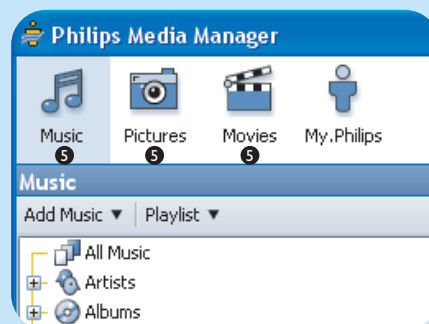 Philips Media Manager
Music Pictures Movies My.Philips
5 5 5
Music
Add Music ▼ Playlist ▼
All Music
Artists
Albums